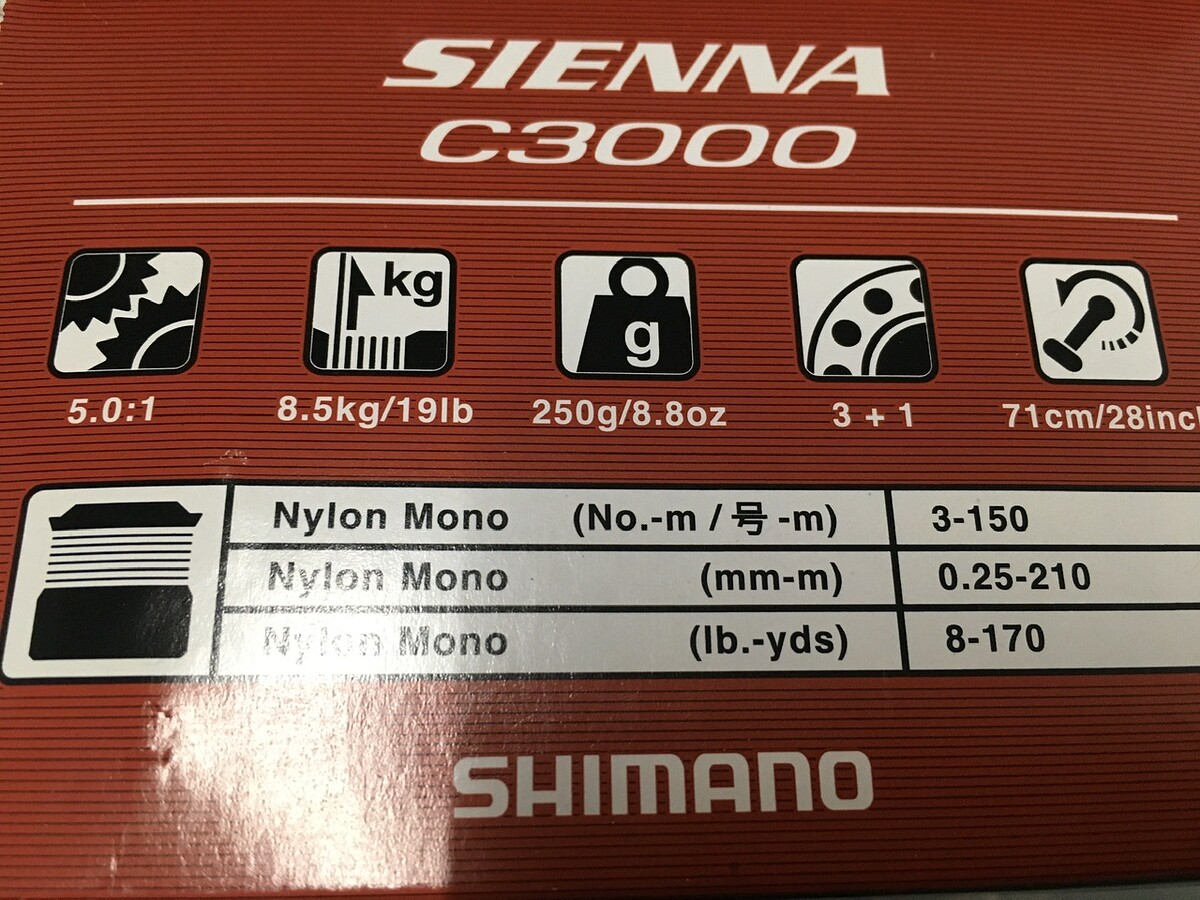 SIENNA
C3000
kg
g
5.0:1 8.5kg/19lb 250g/8.8oz 3 + 1 71cm/28inc
Nylon Mono (No.-m / 号 -m) 3-150
Nylon Mono (mm-m) 0.25-210
Nylon Mono (lb.-yds) 8-170
SHIMANO